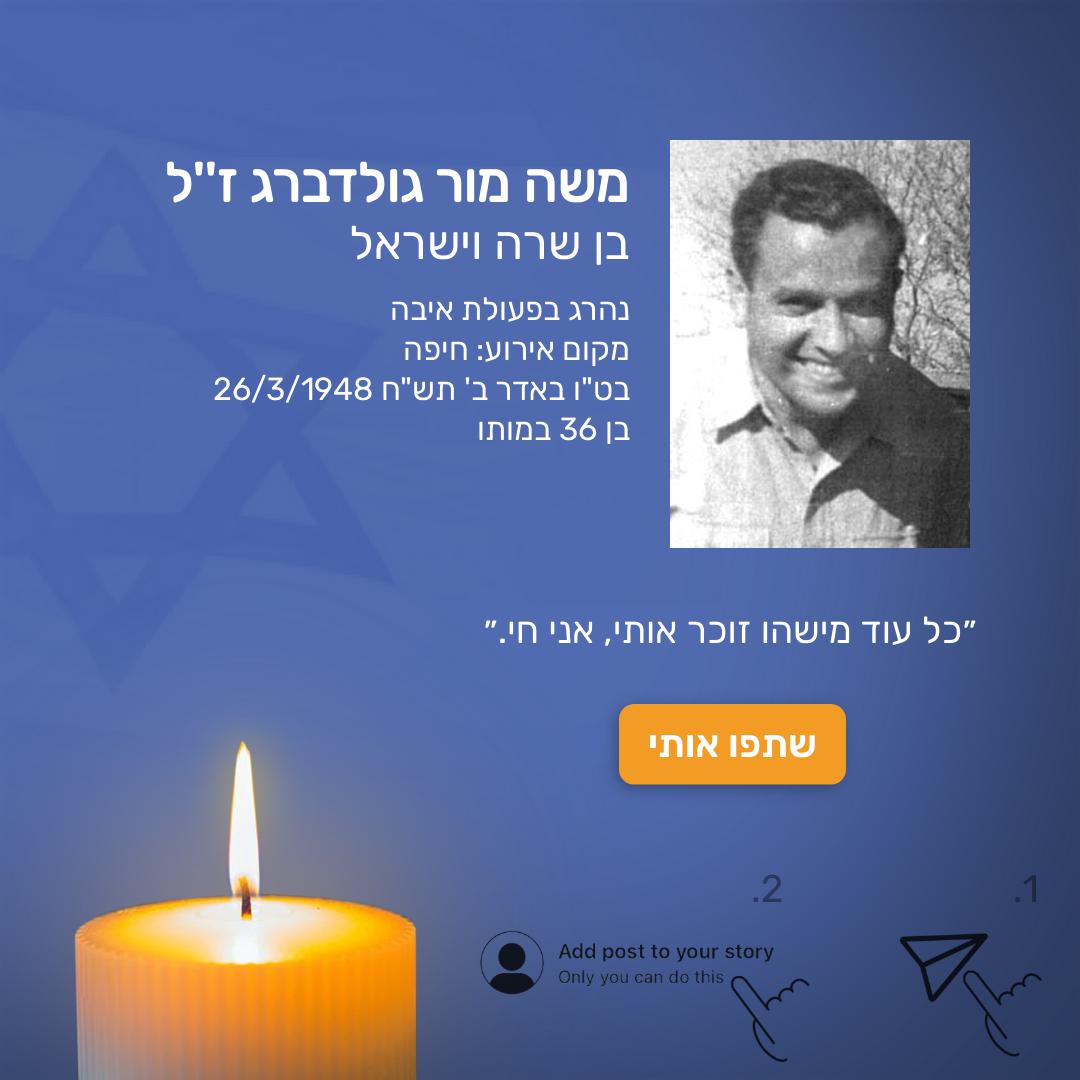 משה מור גולדברג ז"ל
בן שרה וישראל
נהרג בפעולת איבה
מקום אירוע: חיפה
בט"ו באדר ב' תש"ח 26/3/1948
בן 36 במותו
״כל עוד מישהו זוכר אותי, אני חי.״
שתפו אותי
1.
2.
Add post to your story
Only you can do this